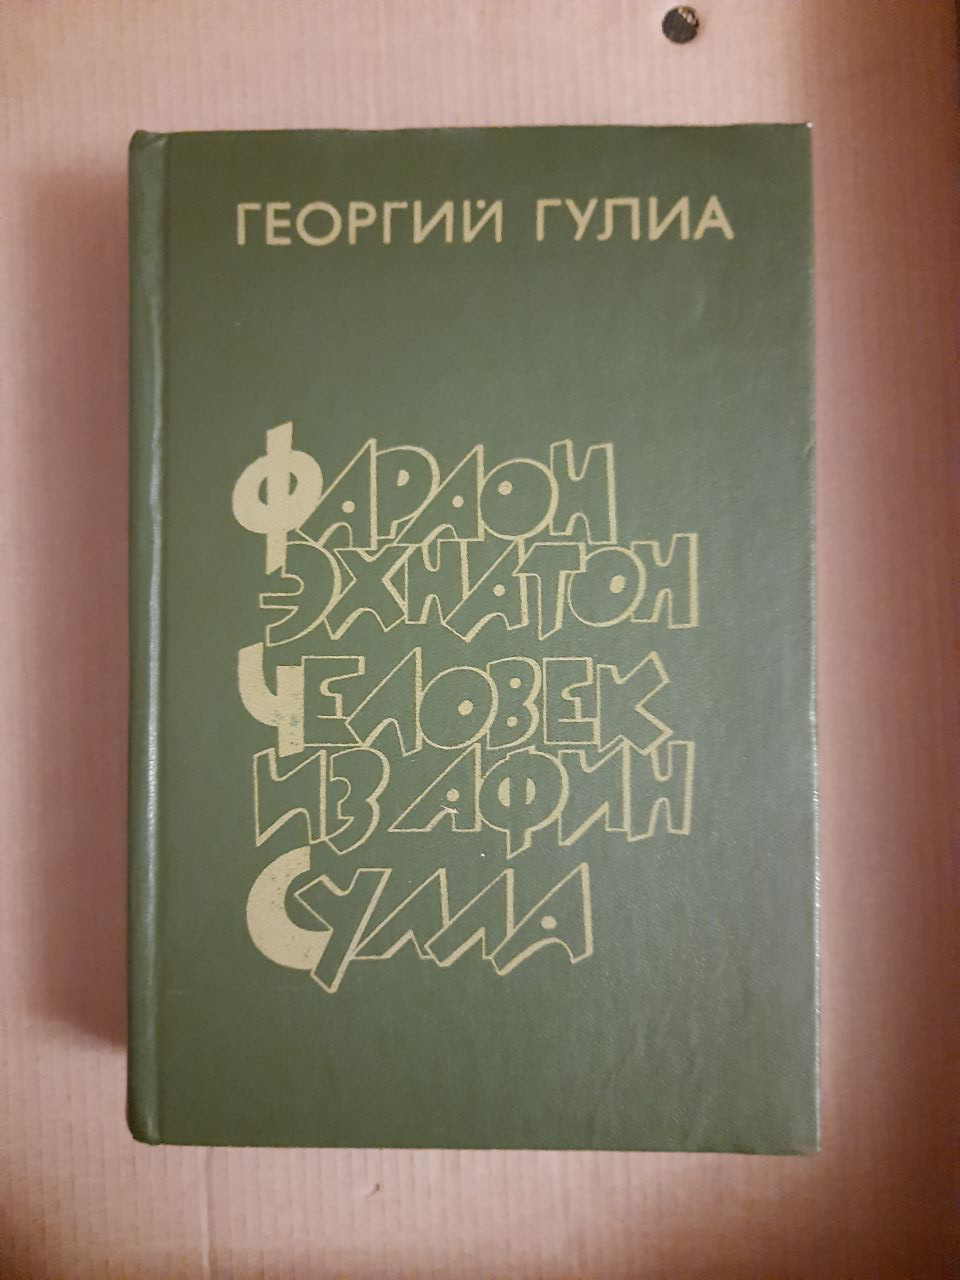 ГЕОРГИЙ ГУЛИА
ФАРАОН
ЭХНАТОН
ЧЕЛОВЕК
ИЗ АФИН
СУЛЛА